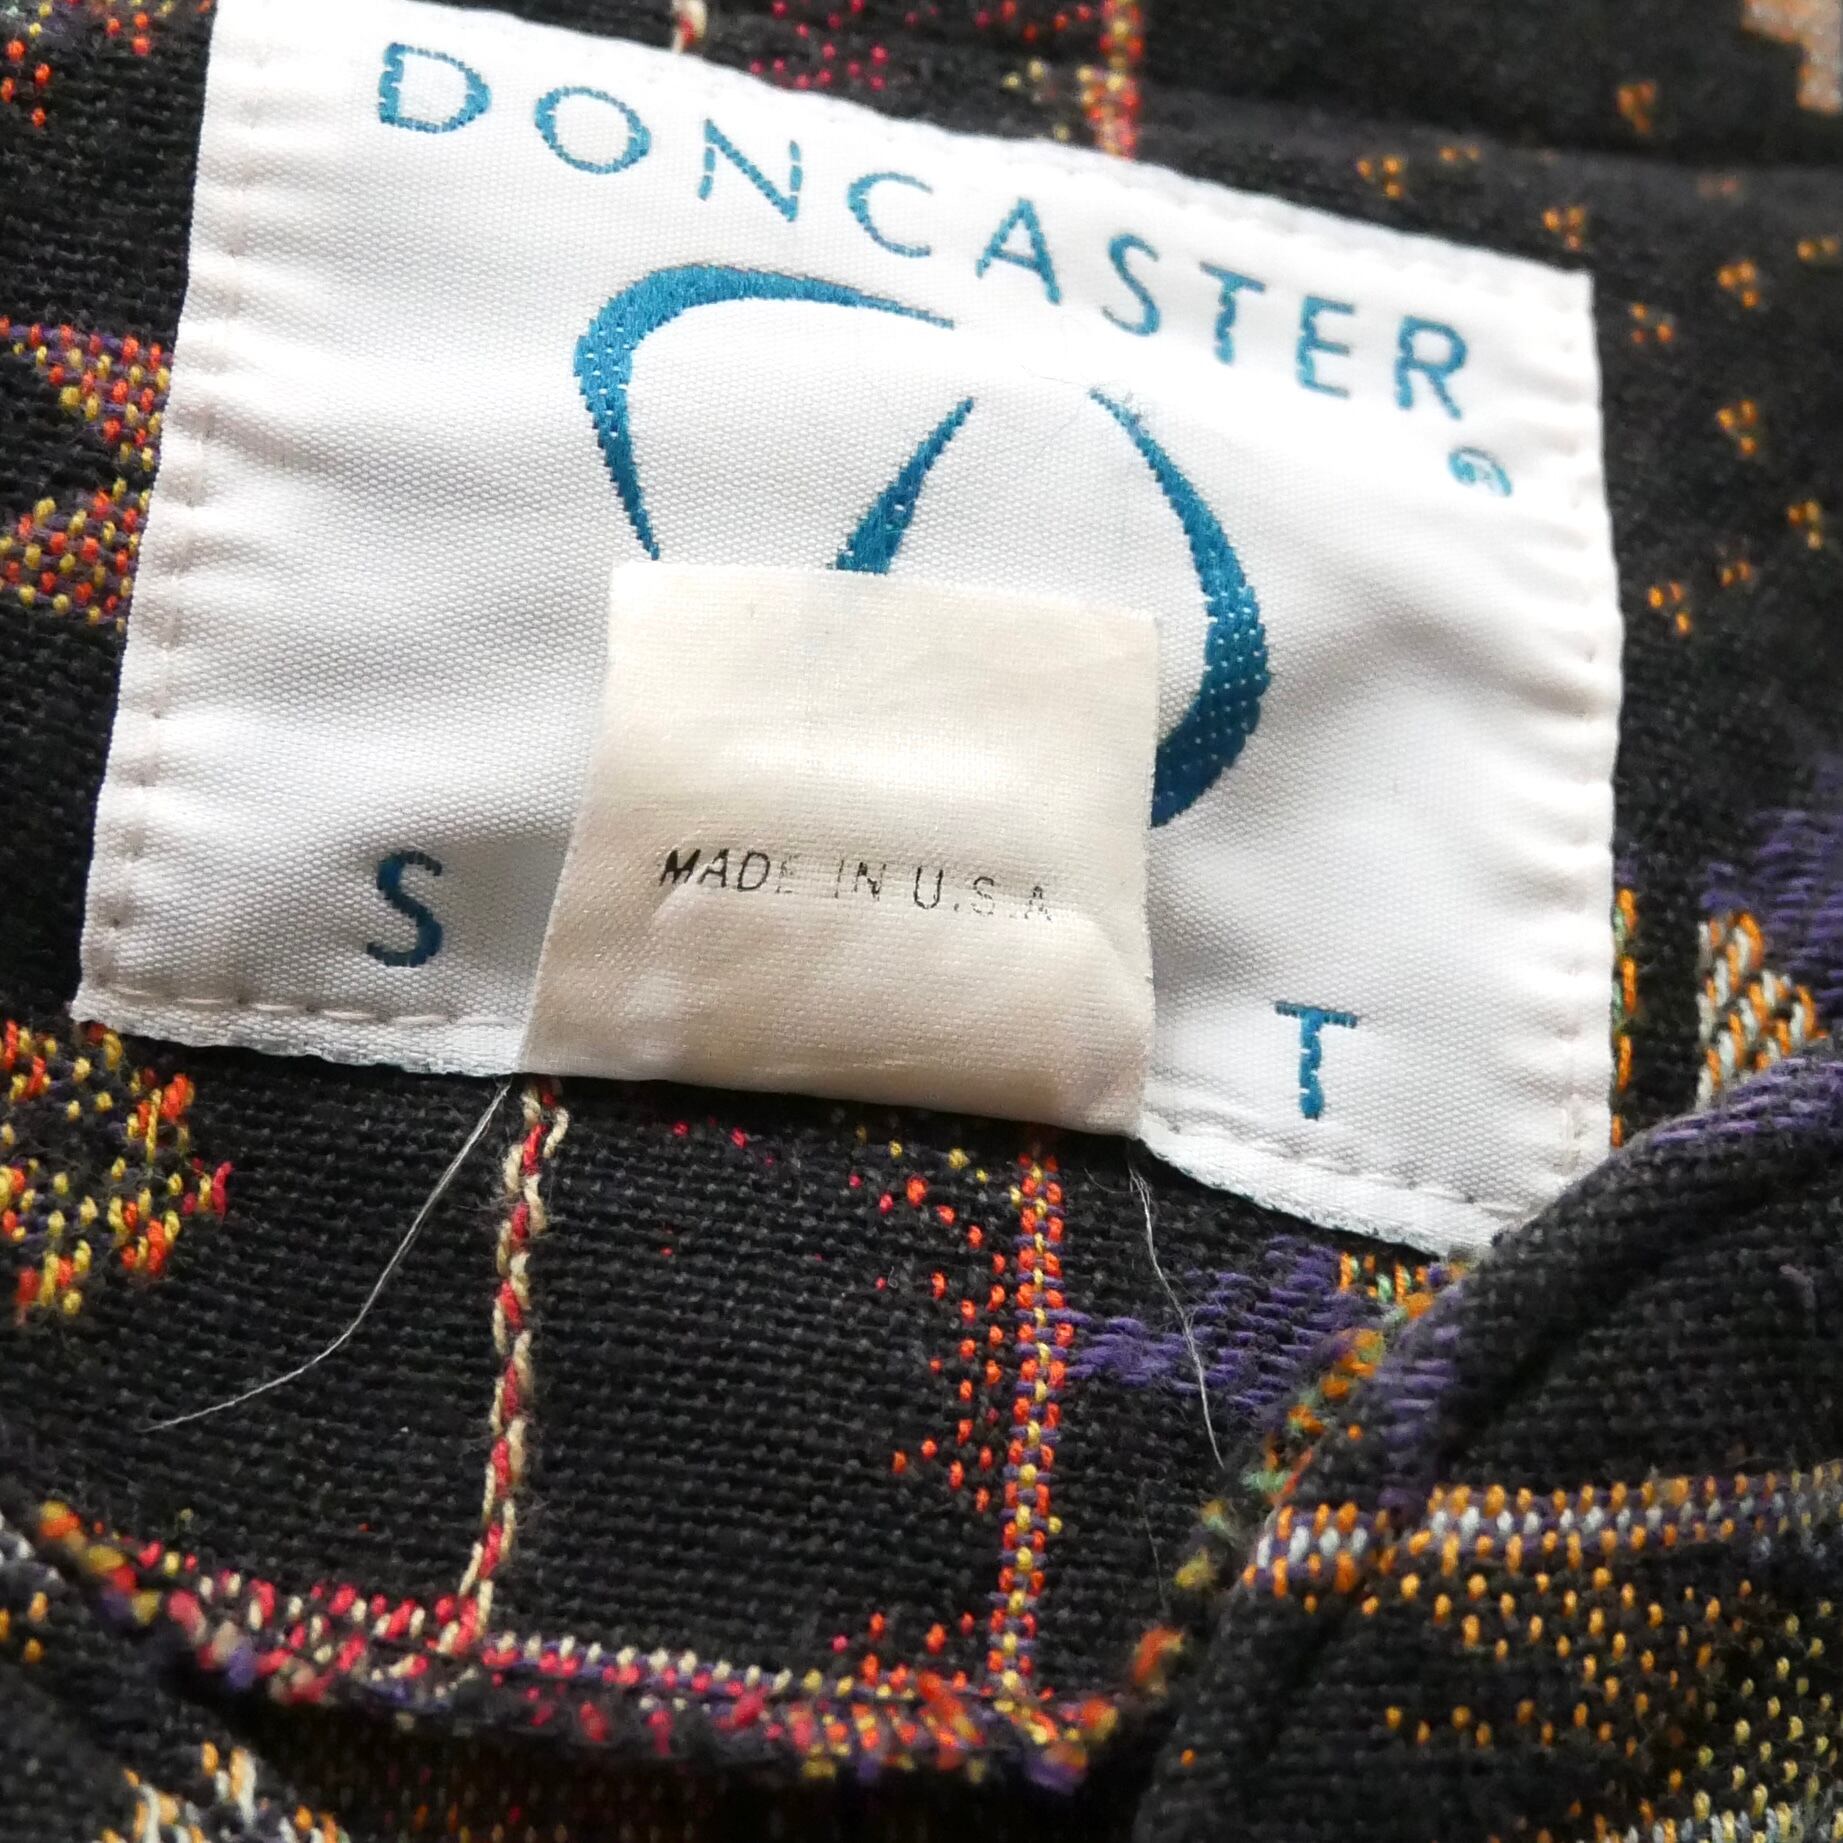 DONCASTER
®
MADE IN U.S.A
S T